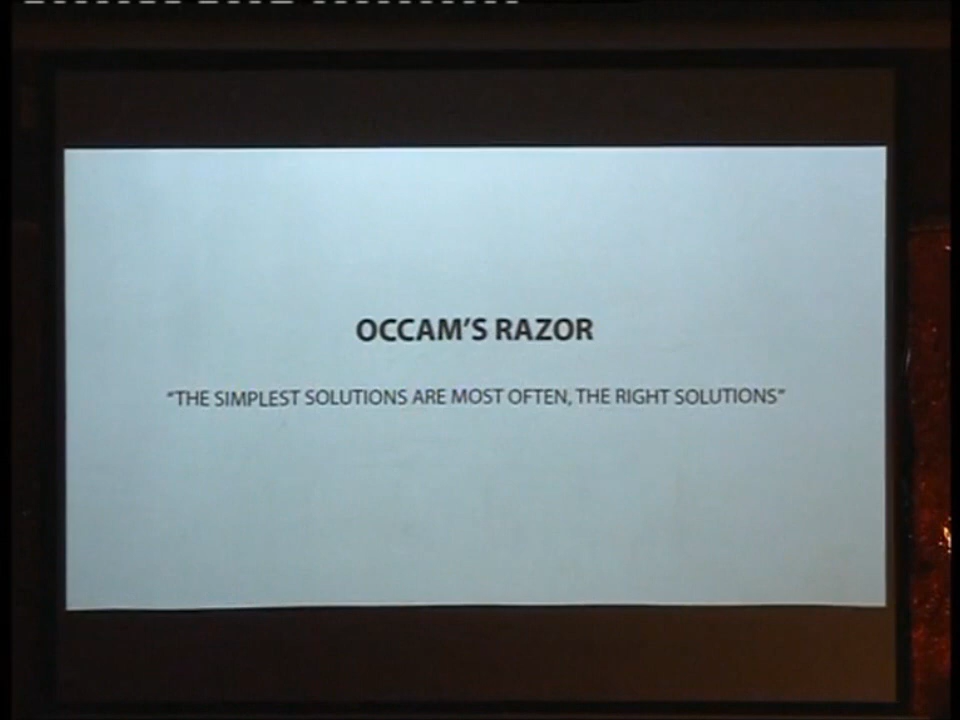 OCCAM'S RAZOR
"THE SIMPLEST SOLUTIONS ARE MOST OFTEN, THE RIGHT SOLUTIONS"